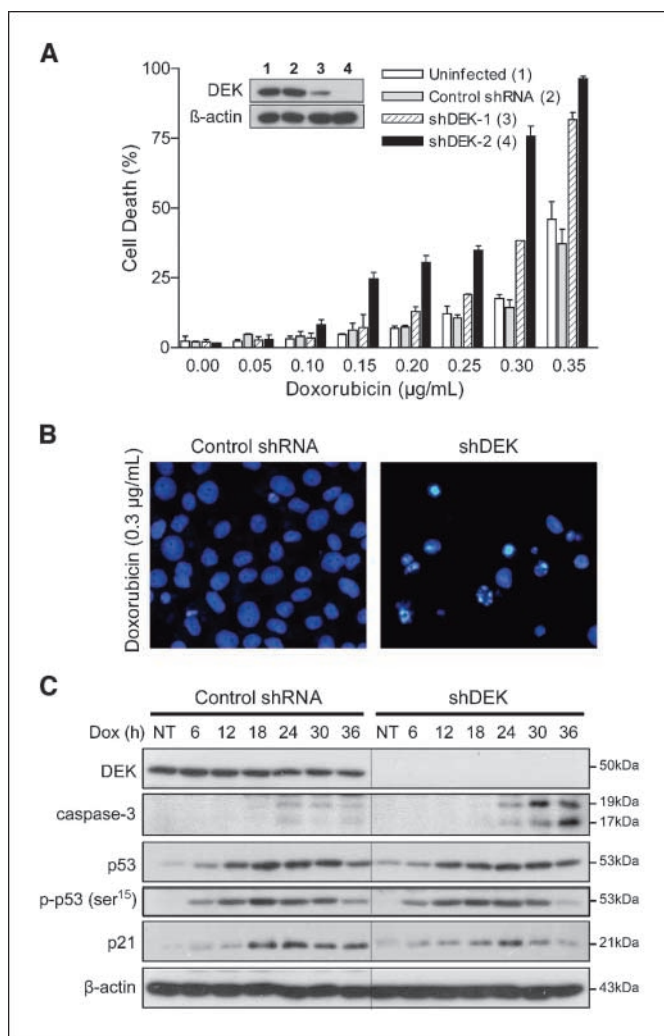 A
100
75
50
25
0
Cell Death (%)
1 2 3 4
DEK
ß-actin
Uninfected (1)
Control shRNA (2)
shDEK-1 (3)
shDEK-2 (4)
0.00 0.05 0.10 0.15 0.20 0.25 0.30 0.35
Doxorubicin (µg/mL)
B
Control shRNA shDEK
Doxorubicin (0.3 µg/mL)
C
Control shRNA shDEK
Dox (h) NT 6 12 18 24 30 36 NT 6 12 18 24 30 36
DEK 50kDa
caspase-3 19kDa
17kDa
p53 53kDa
p-p53 (ser15) 53kDa
p21 21kDa
β-actin 43kDa